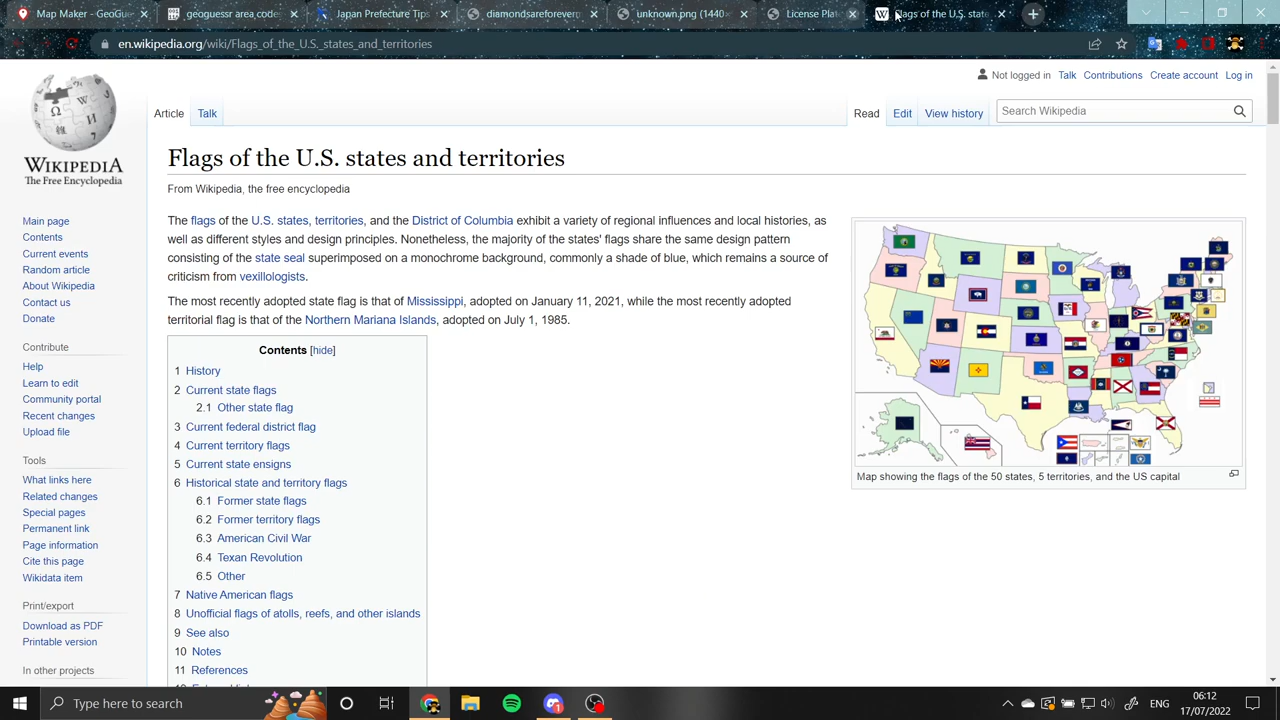 Map Maker - GeoGu
geoguessr area code
Japan Prefecture Tips
diamondsareforever
unknown.png (1440×
License Pla
Flags of the U.S. state
en.wikipedia.org/wiki/Flags_of_the_U.S._states_and_territories
Not logged in Talk Contributions Create account Log in
Article Talk
Read Edit View history
Search Wikipedia
WIKIPEDIA
The Free Encyclopedia
Main page
Contents
Current events
Random article
About Wikipedia
Contact us
Donate
Contribute
Help
Learn to edit
Community portal
Recent changes
Upload file
Tools
What links here
Related changes
Special pages
Permanent link
Page information
Cite this page
Wikidata item
Print/export
Download as PDF
Printable version
In other projects
Flags of the U.S. states and territories
From Wikipedia, the free encyclopedia
The flags of the U.S. states, territories, and the District of Columbia exhibit a variety of regional influences and local histories, as
well as different styles and design principles. Nonetheless, the majority of the states' flags share the same design pattern
consisting of the state seal superimposed on a monochrome background, commonly a shade of blue, which remains a source of
criticism from vexillologists.
The most recently adopted state flag is that of Mississippi, adopted on January 11, 2021, while the most recently adopted
territorial flag is that of the Northern Mariana Islands, adopted on July 1, 1985.
Contents [hide]
1 History
2 Current state flags
2.1 Other state flag
3 Current federal district flag
4 Current territory flags
5 Current state ensigns
6 Historical state and territory flags
6.1 Former state flags
6.2 Former territory flags
6.3 American Civil War
6.4 Texan Revolution
6.5 Other
7 Native American flags
8 Unofficial flags of atolls, reefs, and other islands
9 See also
10 Notes
11 References
Map showing the flags of the 50 states, 5 territories, and the US capital
Type here to search
ENG
06:12
17/07/2022